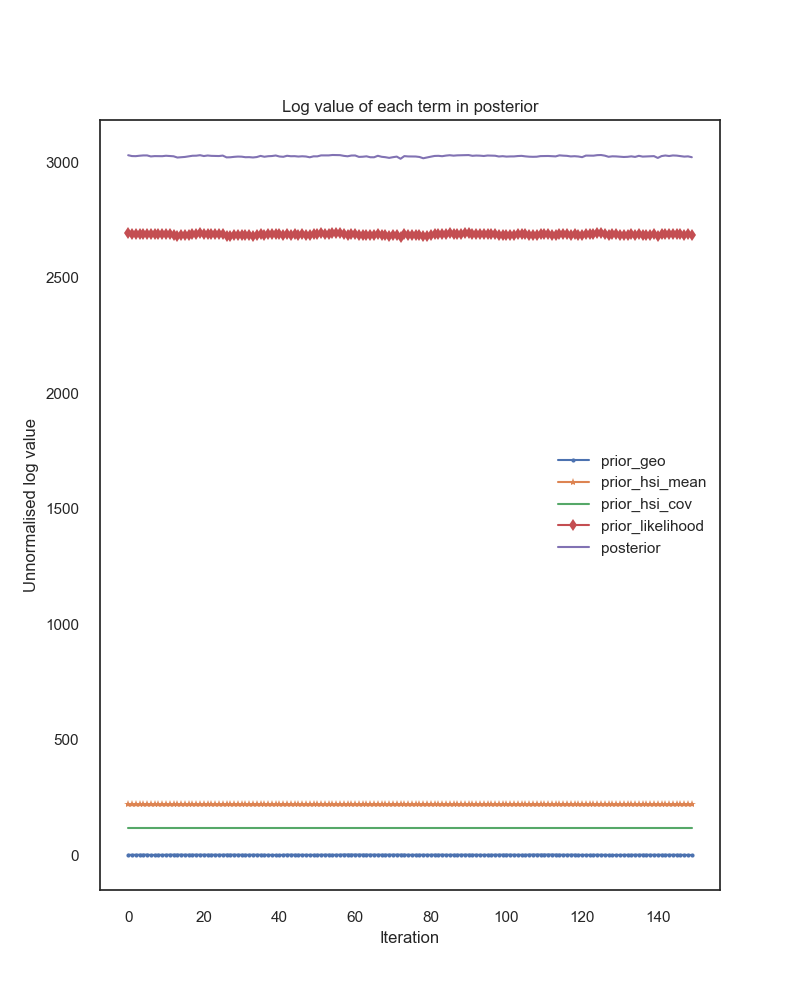 Log value of each term in posterior
3000
2500
2000
1500
1000
500
0
Unnormalised log value
prior_geo
prior_hsi_mean
prior_hsi_cov
prior_likelihood
posterior
0 20 40 60 80 100 120 140
Iteration